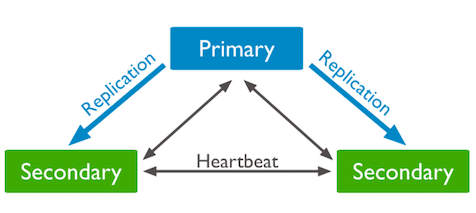 Primary
Replication
Replication
Heartbeat
Secondary
Secondary